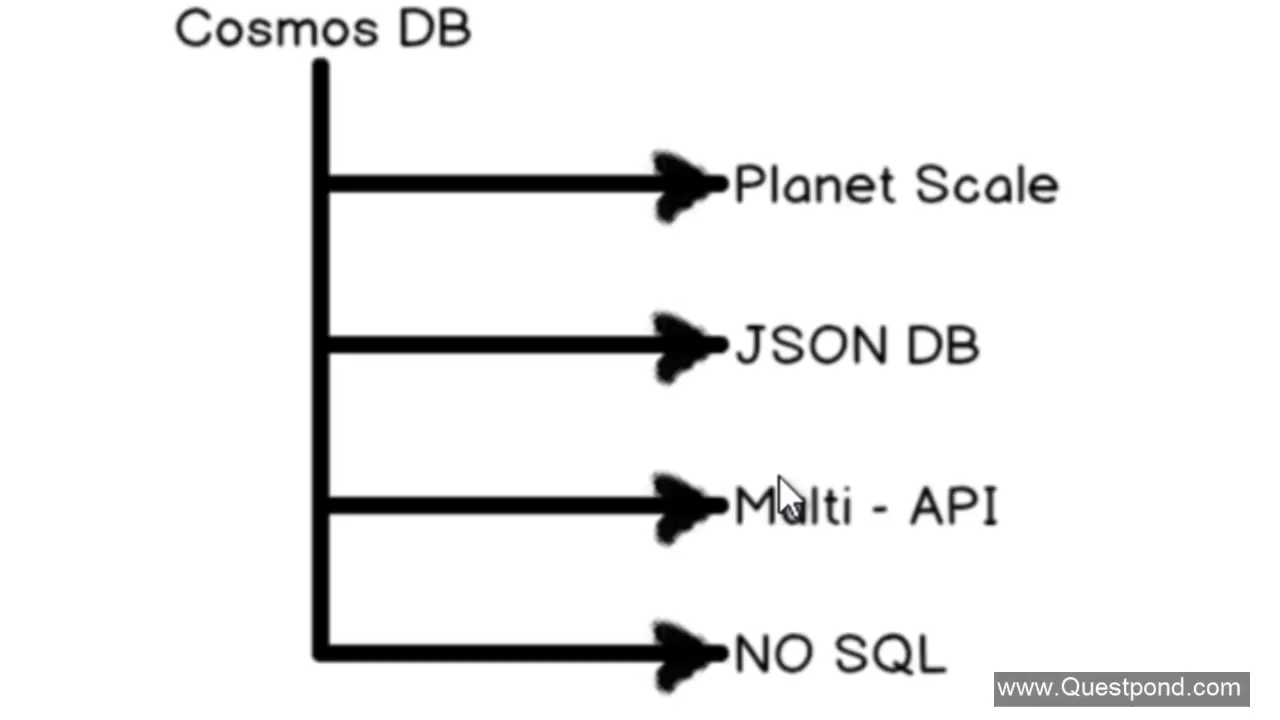 Cosmos DB
Planet Scale
JSON DB
Multi - API
NO SQL
www.Questpond.com